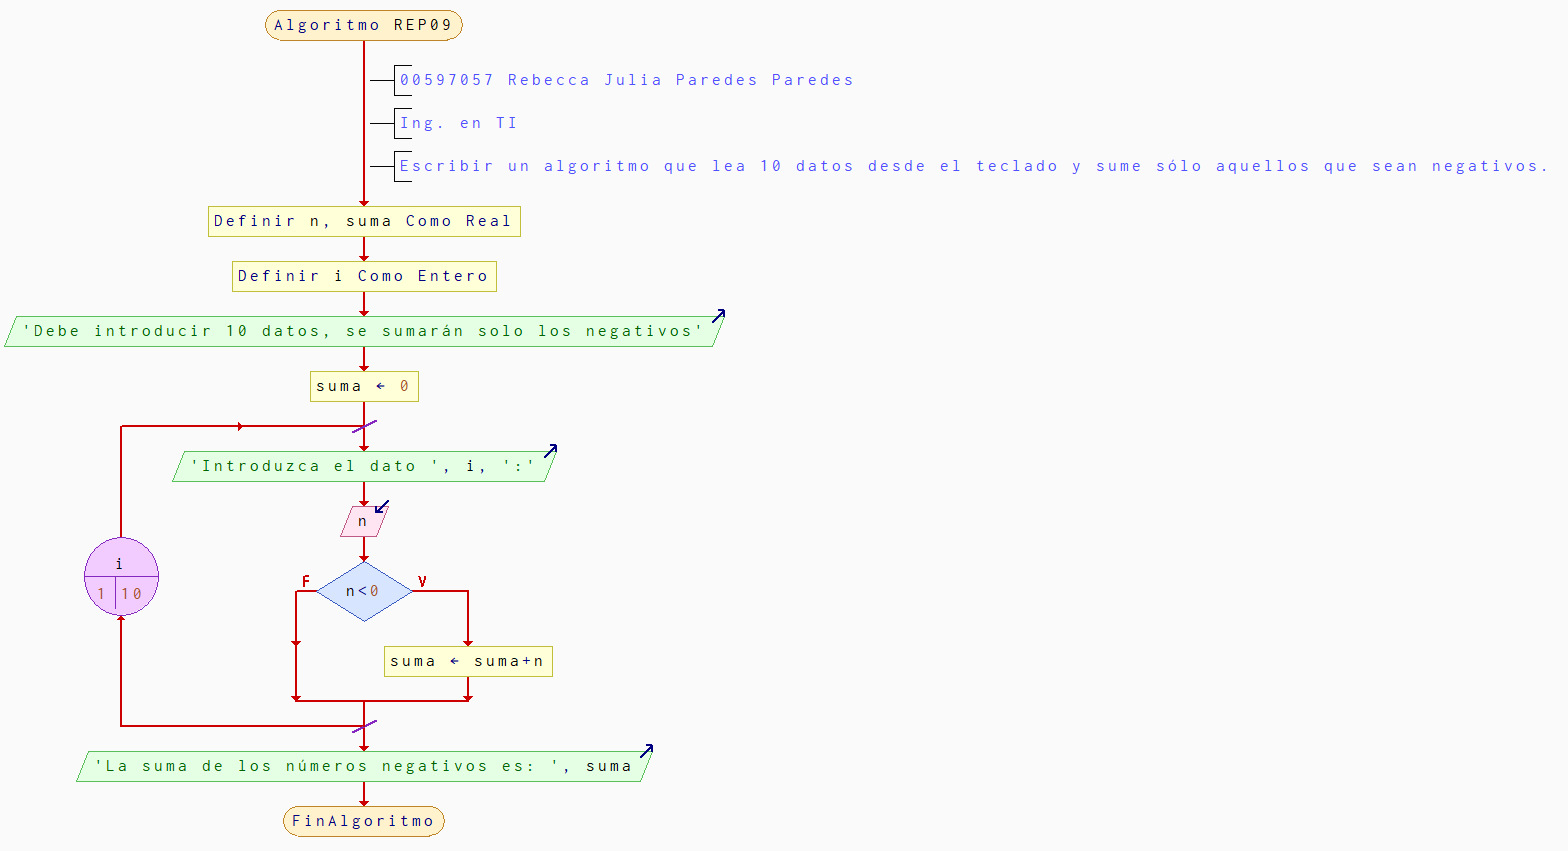 Algoritmo REP09
00597057 Rebecca Julia Paredes Paredes
Ing. en TI
Escribir un algoritmo que lea 10 datos desde el teclado y sume sólo aquellos que sean negativos.
Definir n, suma Como Real
Definir i Como Entero
'Debe introducir 10 datos, se sumarán solo los negativos'
suma ← 0
'Introduzca el dato ', i, ':'
n
i
1 10
F
V
n<0
suma ← suma+n
'La suma de los números negativos es: ', suma
FinAlgoritmo